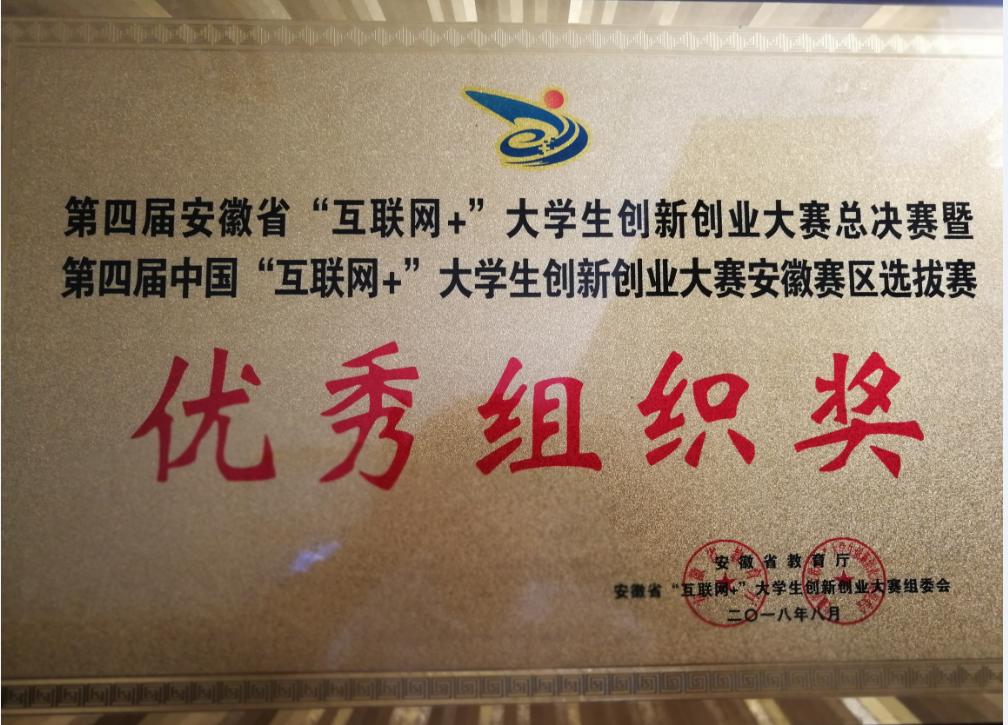 第四届安徽省“互联网+”大学生创新创业大赛总决赛暨
第四届中国“互联网+”大学生创新创业大赛安徽赛区选拔赛
优秀组织奖
安徽省教育厅
安徽省“互联网+”大学生创新创业大赛组委会
二〇一八年八月